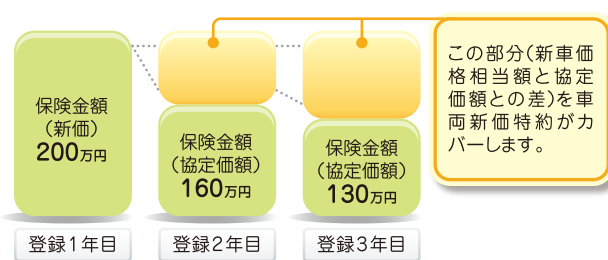 保険金額
（新価）
200万円
保険金額
（協定価額）
160万円
保険金額
（協定価額）
130万円
この部分（新車価
格相当額と協定
価額との差）を車
両新価特約がカ
バーします。
登録1年目
登録2年目
登録3年目